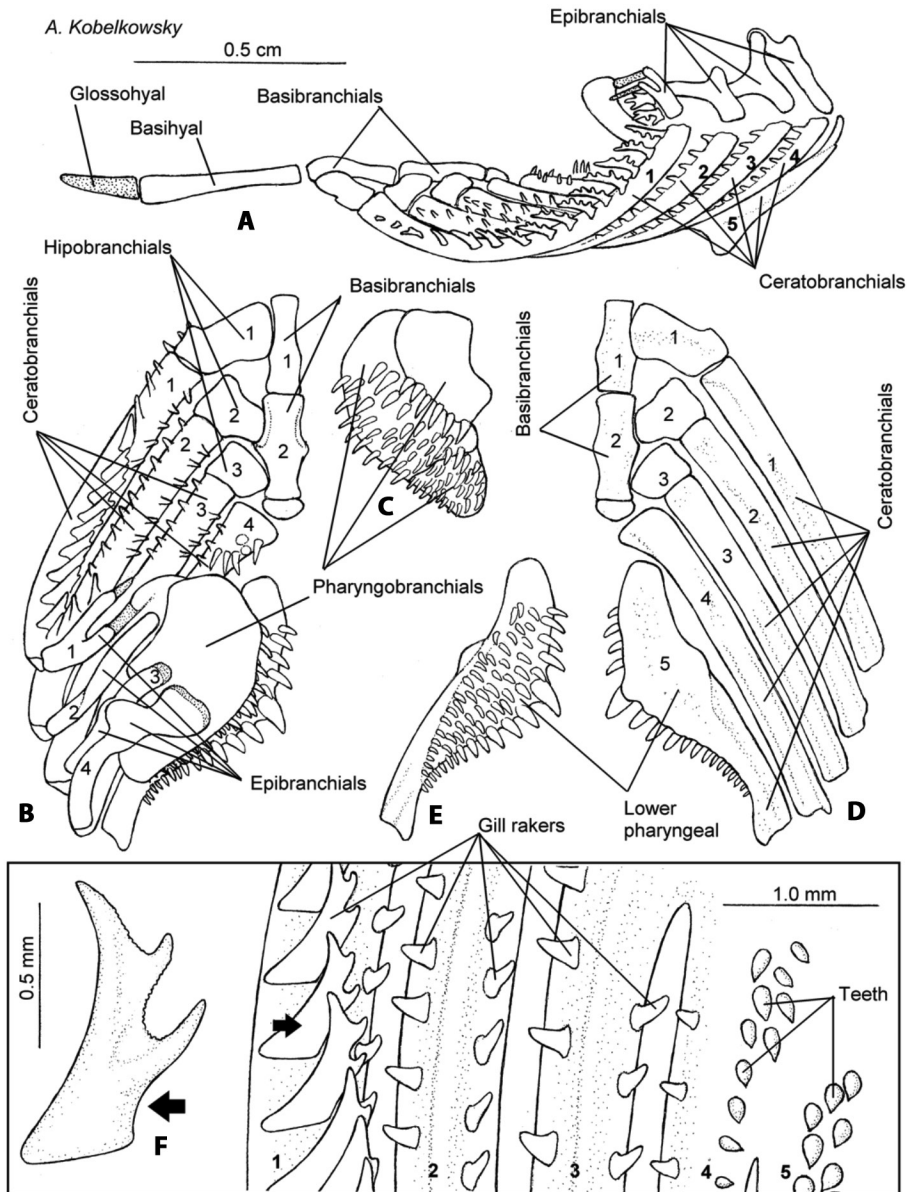 A. Kobelkowsky
0.5 cm
Epibranchials
Glossohyal
Basihyal
Basibranchials
1
2
3
4
5
A
Ceratobranchials
Hipobranchials
Ceratobranchials
Basibranchials
1
1
1
2
2
2
3
3
4
Pharyngobranchials
1
2
3
4
Epibranchials
B
C
Basibranchials
1
2
1
2
3
1
2
3
4
5
Ceratobranchials
Lower
pharyngeal
E
D
Gill rakers
0.5 mm
1.0 mm
Teeth
F
1
2
3
4
5